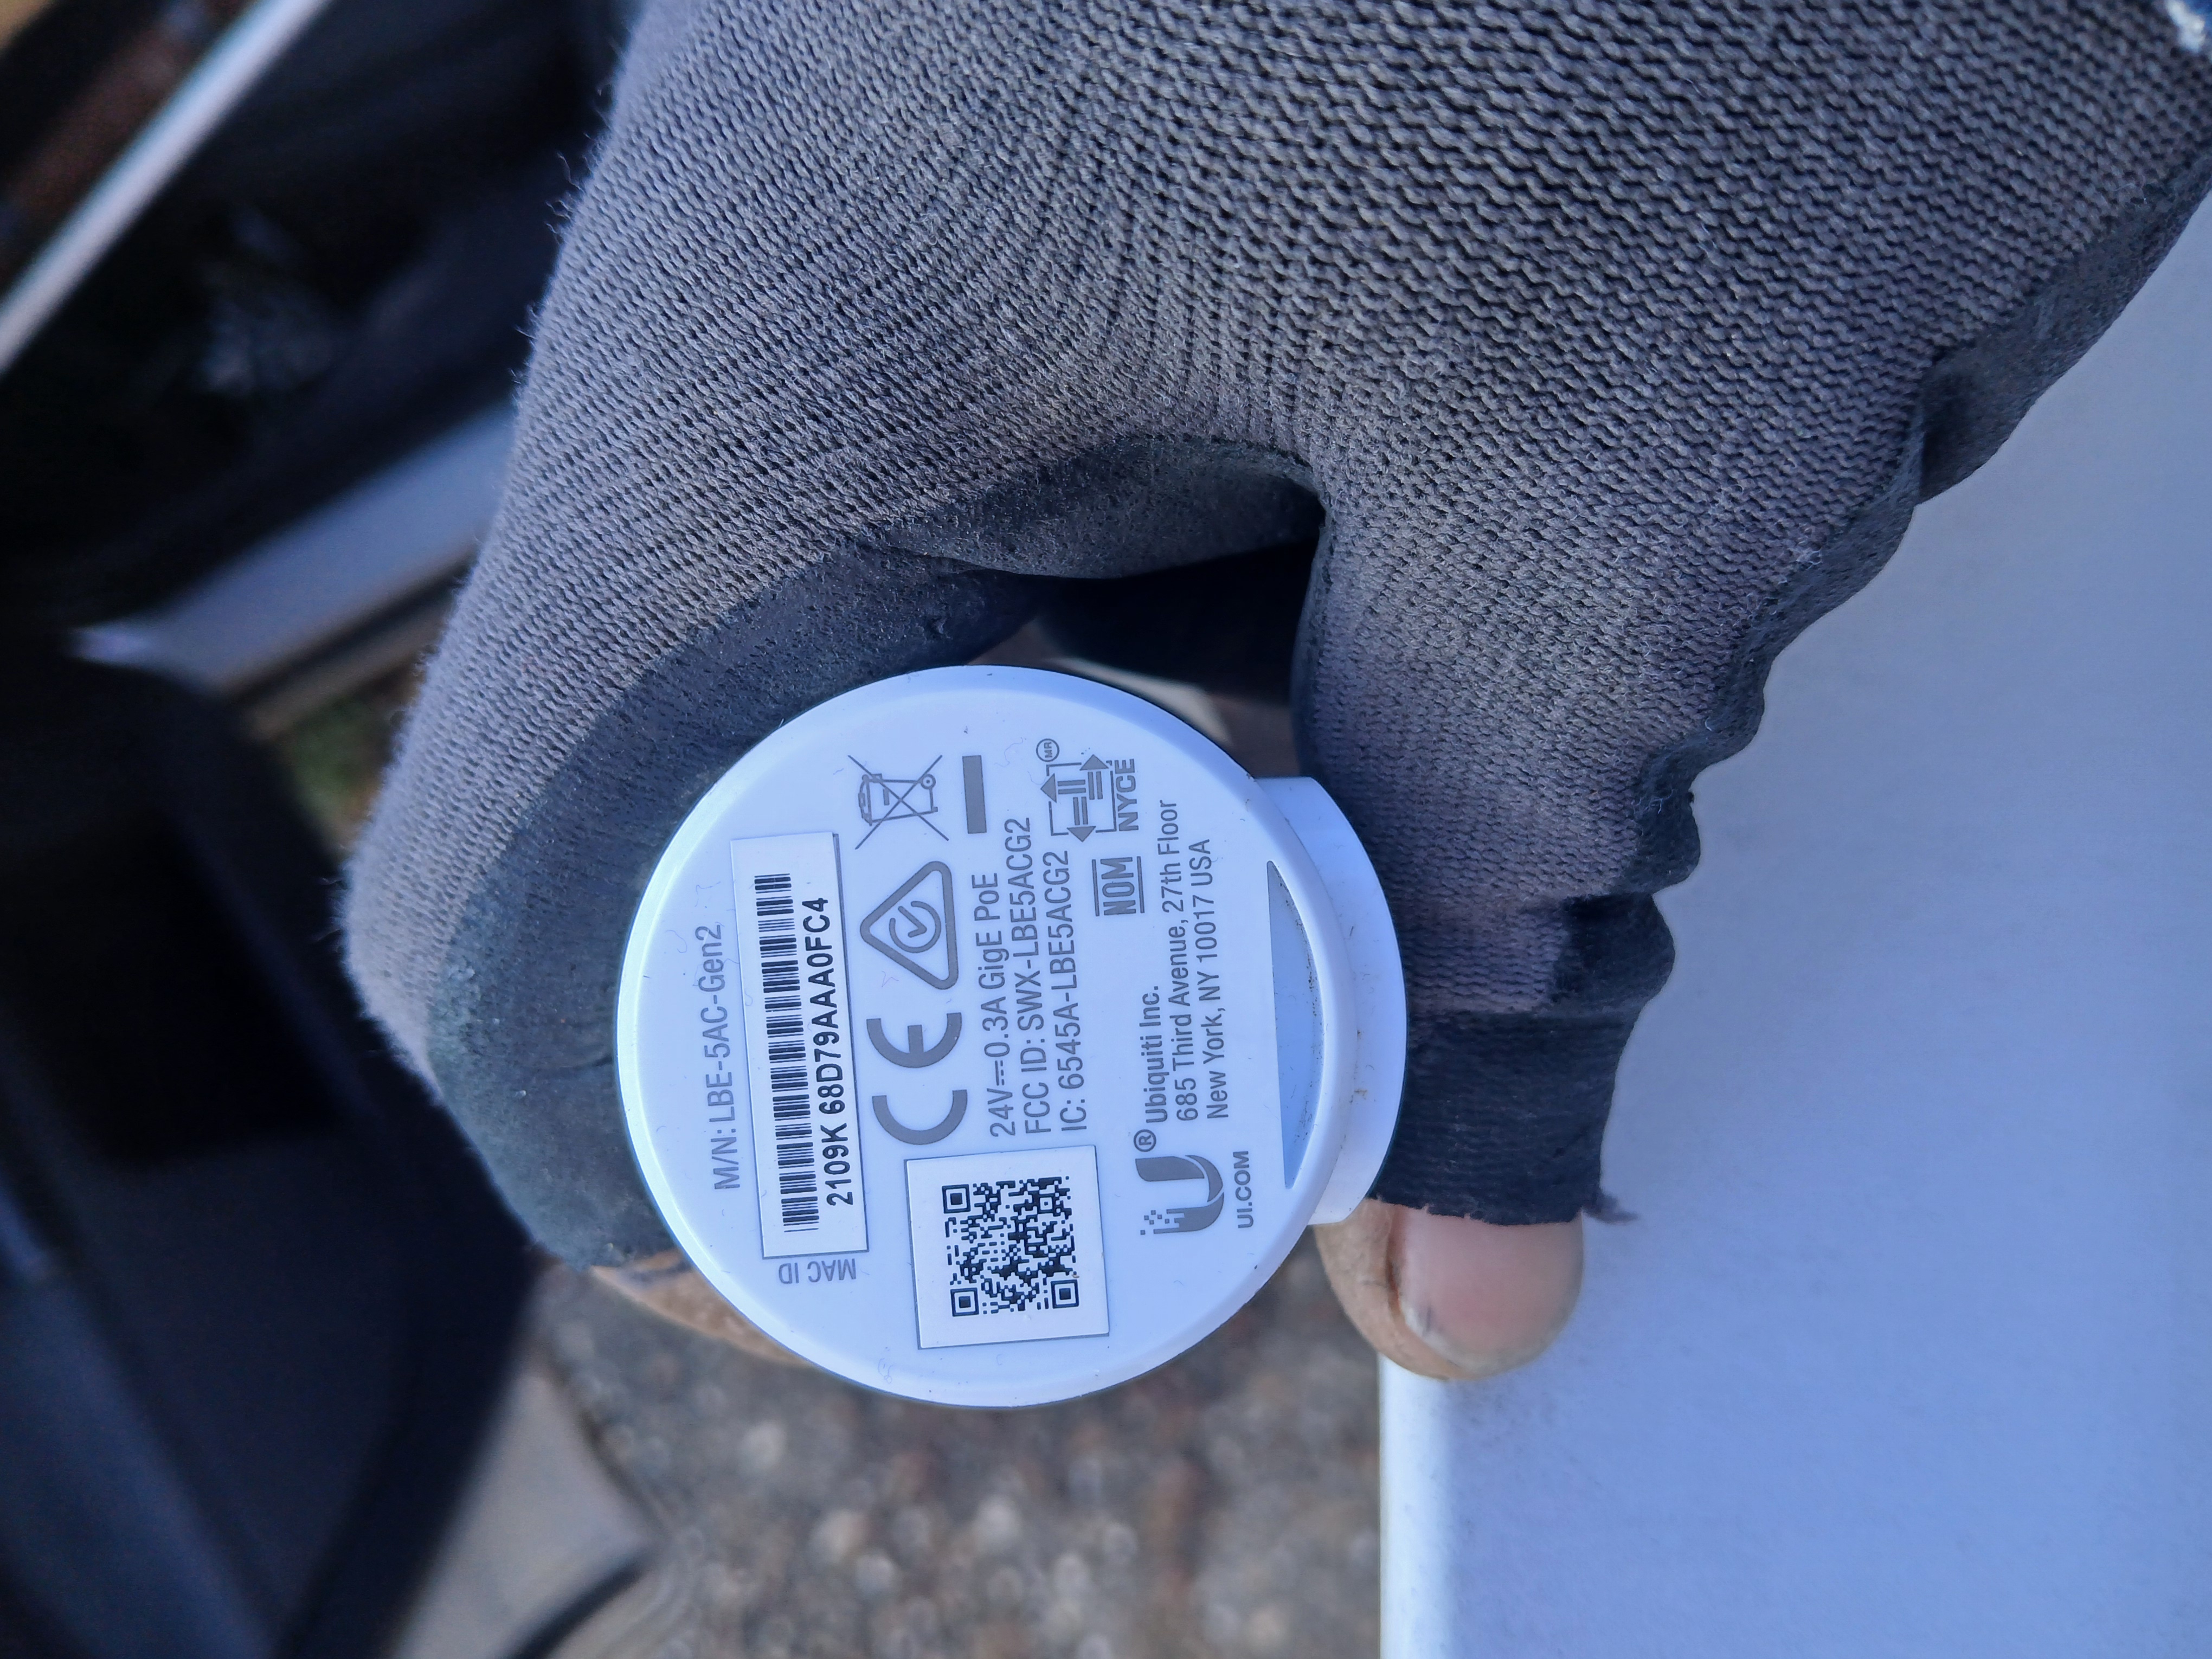 M/N: LBE-5AC-Gen2
MAC ID
2109K 68D79AAA0FC4
24V⎓0.3A GigE PoE
FCC ID: SWX-LBE5ACG2
IC: 6545A-LBE5ACG2
NOM
NYCE
MR
U® Ubiquiti Inc.
685 Third Avenue, 27th Floor
New York, NY 10017 USA
UI.COM